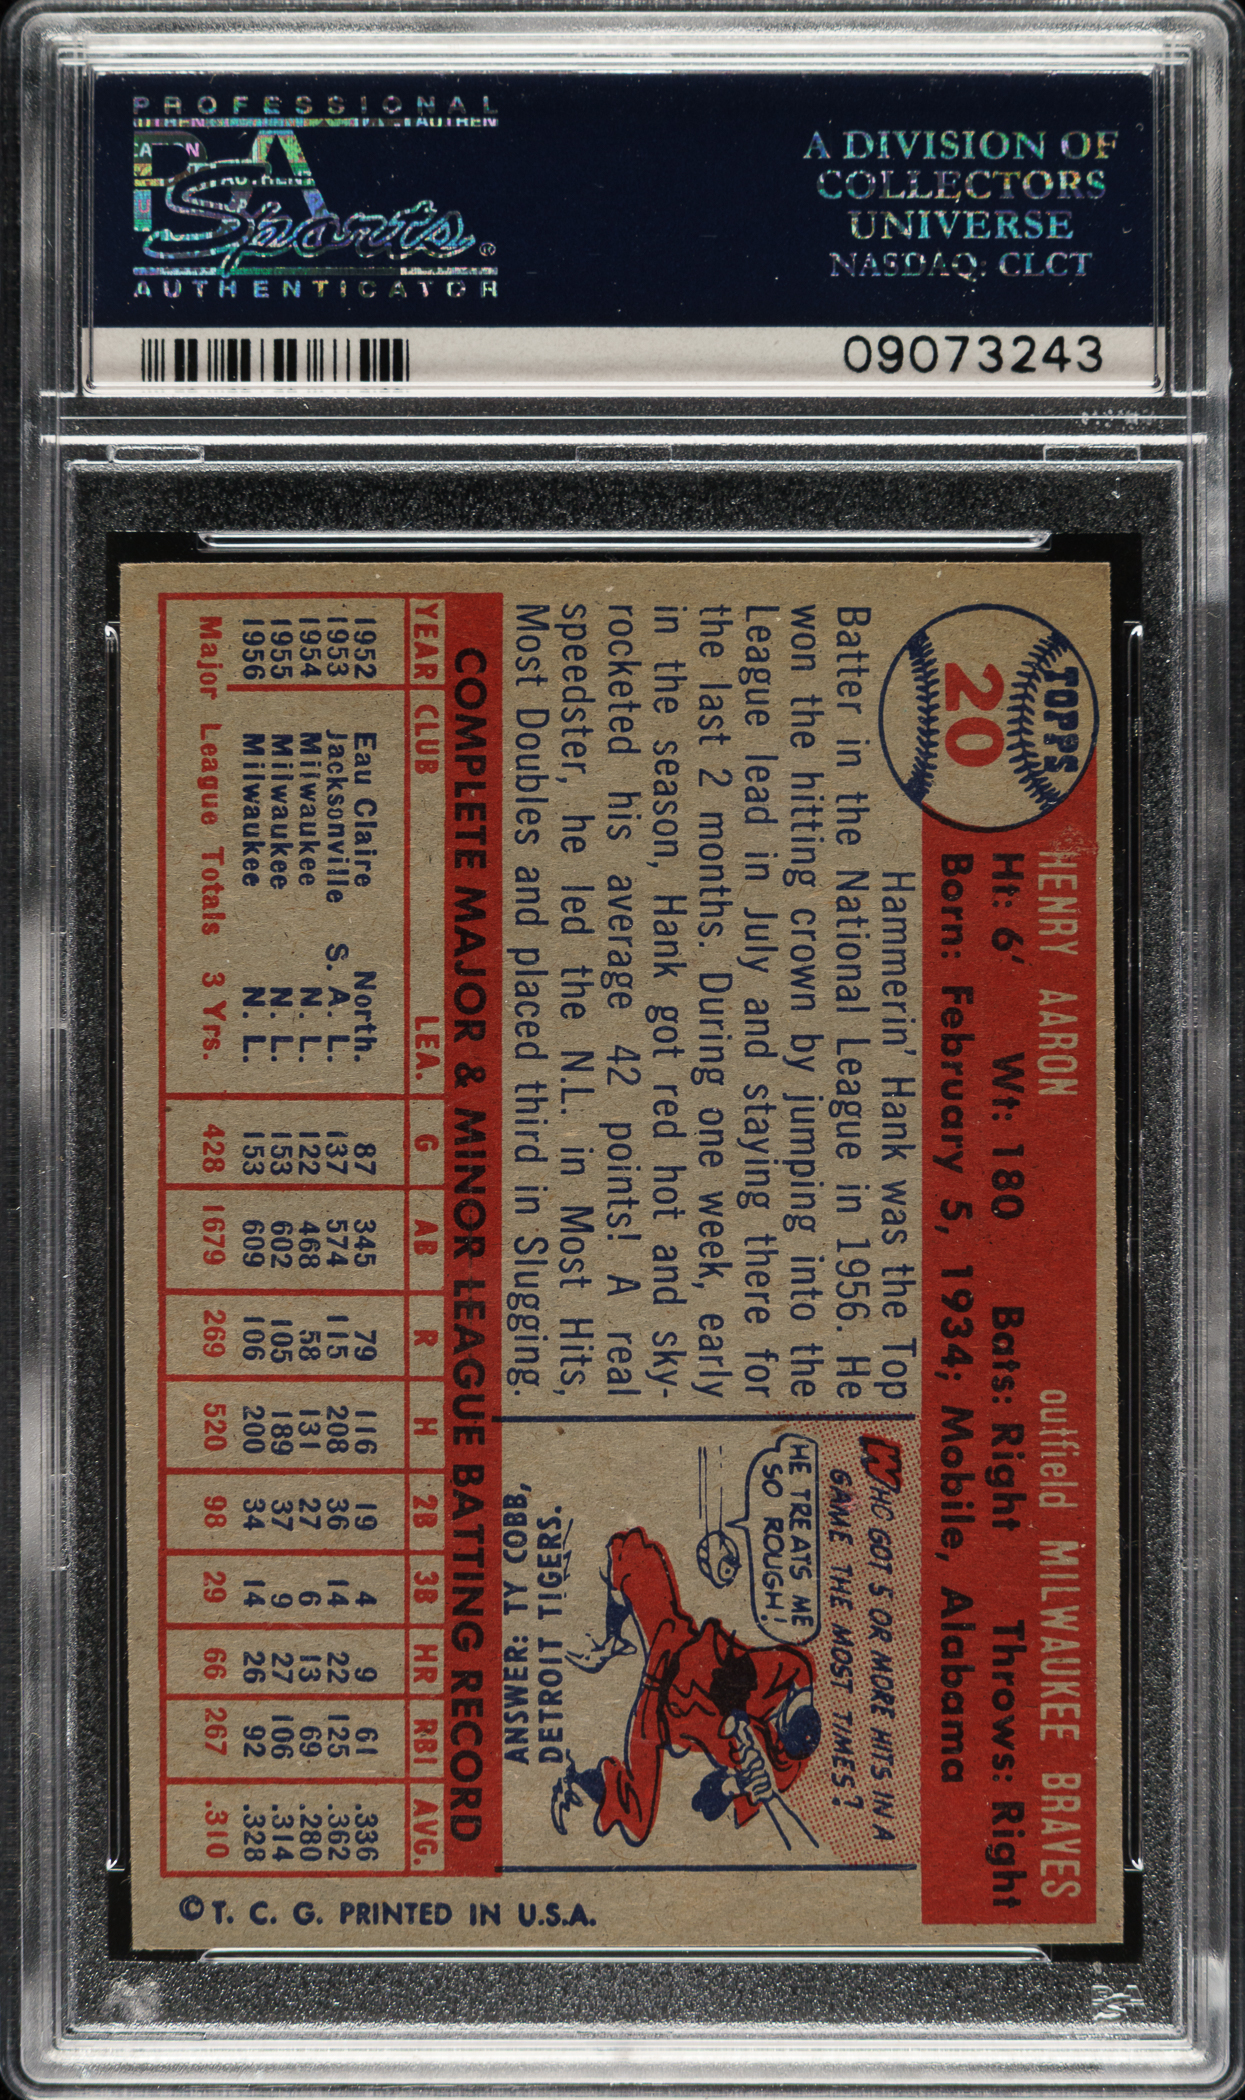 PROFESSIONAL
PSA
Sports®
AUTHENTICATOR
A DIVISION OF
COLLECTORS
UNIVERSE
NASDAQ: CLCT
09073243
TOPPS
20
HENRY AARON outfield MILWAUKEE BRAVES
Ht: 6' Wt: 180 Bats: Right Throws: Right
Born: February 5, 1934; Mobile, Alabama
Hammerin' Hank was the Top
Batter in the National League in 1956. He
won the hitting crown by jumping into the
League lead in July and staying there for
the last 2 months. During one week, early
in the season, Hank got red hot and sky-
rocketed his average 42 points! A real
speedster, he led the N.L. in Most Hits,
Most Doubles and placed third in Slugging.
WHO GOT 5 OR MORE HITS IN A
GAME THE MOST TIMES?
HE TREATS ME
SO ROUGH!
ANSWER: TY COBB,
DETROIT TIGERS.
COMPLETE MAJOR & MINOR LEAGUE BATTING RECORD
YEAR CLUB LEA. G AB R H 2B 3B HR RBI AVG.
1952 Eau Claire North. 87 345 79 116 19 4 9 61 .336
1953 Jacksonville S. A. L. 137 574 115 208 36 14 22 125 .362
1954 Milwaukee N. L. 122 468 58 131 27 6 13 69 .280
1955 Milwaukee N. L. 153 602 105 189 37 9 27 106 .314
1956 Milwaukee N. L. 153 609 106 200 34 14 26 92 .328
Major League Totals 3 Yrs. 428 1679 269 520 98 29 66 267 .310
© T. C. G. PRINTED IN U.S.A.